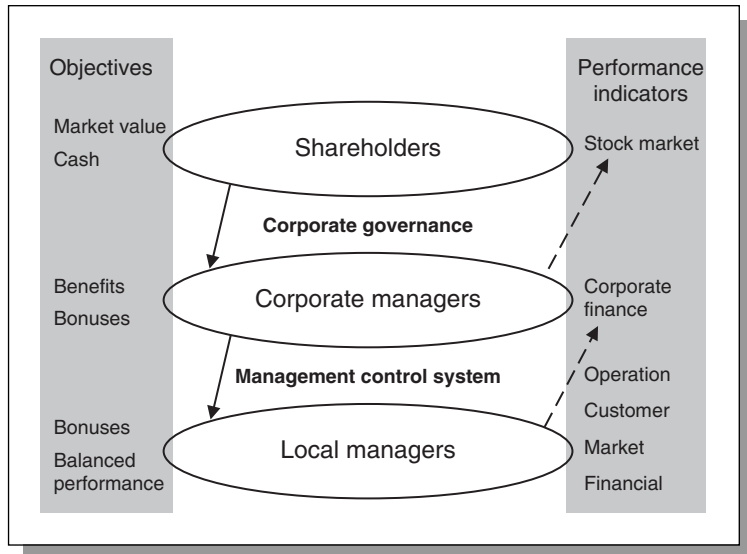 Objectives
Performance
indicators
Market value
Cash
Shareholders
Stock market
Corporate governance
Benefits
Bonuses
Corporate managers
Corporate
finance
Management control system
Operation
Customer
Bonuses
Balanced
performance
Local managers
Market
Financial